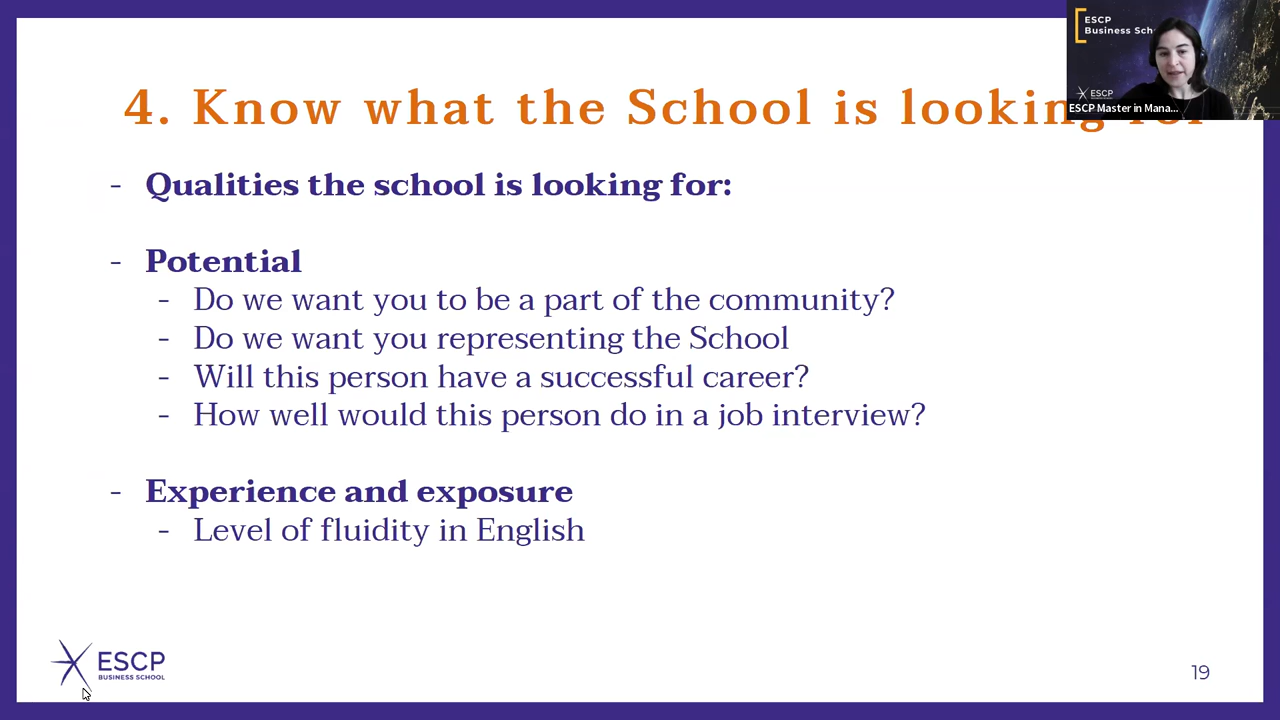 4. Know what the School is looking for
- Qualities the school is looking for:
- Potential
- Do we want you to be a part of the community?
- Do we want you representing the School
- Will this person have a successful career?
- How well would this person do in a job interview?
- Experience and exposure
- Level of fluidity in English
ESCP
BUSINESS SCHOOL
19
ESCP
Business Sch
ESCP
ESCP Master in Mana...